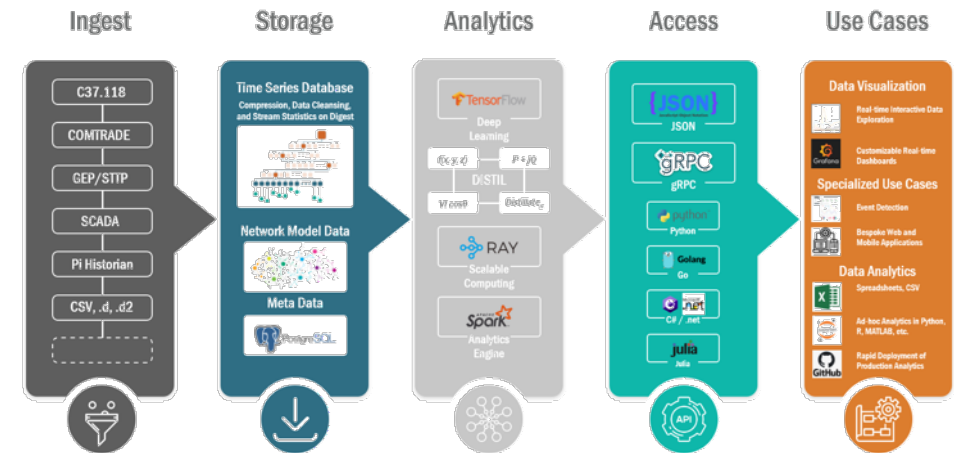 Ingest
Storage
Analytics
Access
Use Cases
C37.118
COMTRADE
GEP/STTP
SCADA
Pi Historian
CSV, .d, .d2
Time Series Database
Compression, Data Cleansing,
and Stream Statistics on Digest
Network Model Data
Meta Data
PostgreSQL
TensorFlow
Deep
Learning
DISTIL
RAY
Scalable
Computing
APACHE
Spark
Analytics
Engine
{JSON}
JSON
gRPC
gRPC
python
Python
Golang
Go
.net
C# / .net
julia
Julia
API
Data Visualization
Real-time Interactive Data
Exploration
Grafana
Customizable Real-time
Dashboards
Specialized Use Cases
Event Detection
Bespoke Web and
Mobile Applications
Data Analytics
Spreadsheets, CSV
Ad-hoc Analytics in Python,
R, MATLAB, etc.
GitHub
Rapid Deployment of
Production Analytics